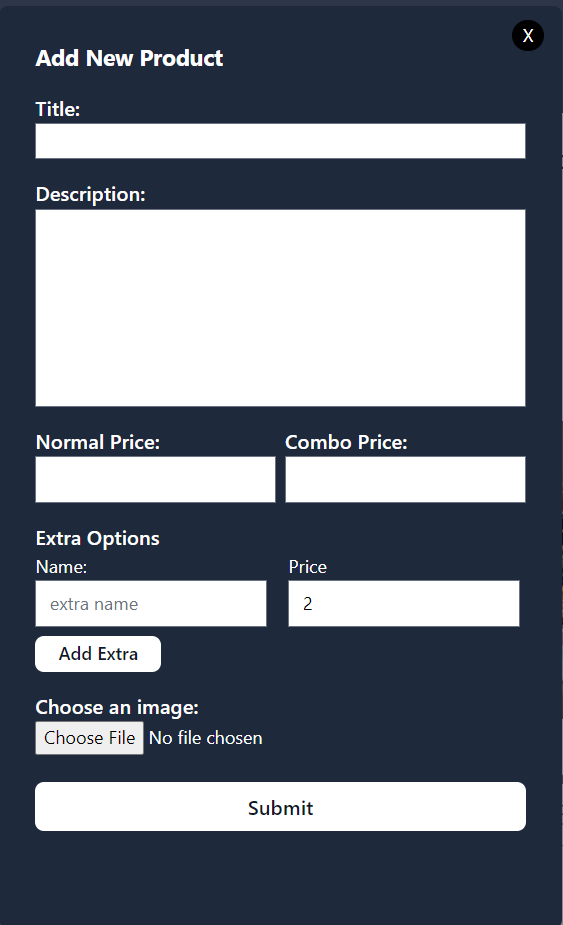 X
Add New Product
Title:
Description:
Normal Price: Combo Price:
Extra Options
Name: Price
extra name 2
Add Extra
Choose an image:
Choose File No file chosen
Submit